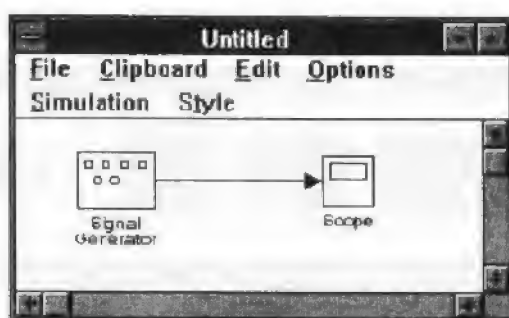 Untitled
File Clipboard Edit Options
Simulation Style
Signal
Generator
Scope